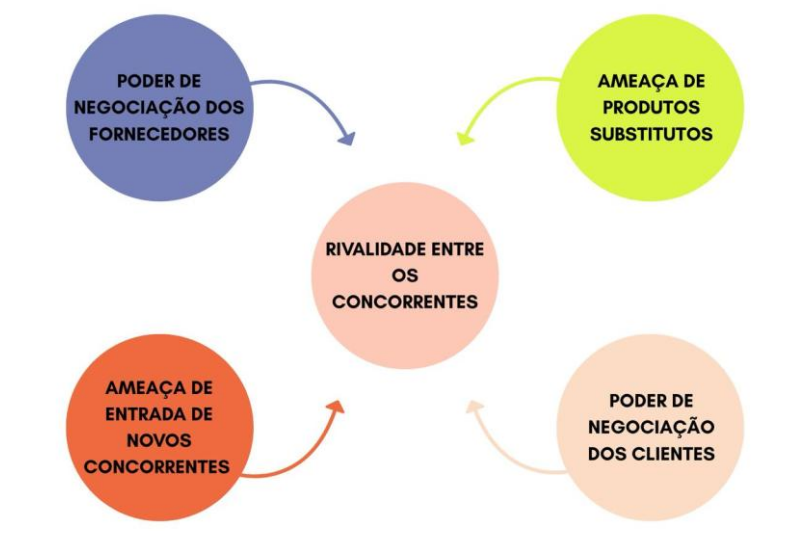 PODER DE
NEGOCIAÇÃO DOS
FORNECEDORES
AMEAÇA DE
PRODUTOS
SUBSTITUTOS
RIVALIDADE ENTRE
OS
CONCORRENTES
AMEAÇA DE
ENTRADA DE
NOVOS
CONCORRENTES
PODER DE
NEGOCIAÇÃO
DOS CLIENTES